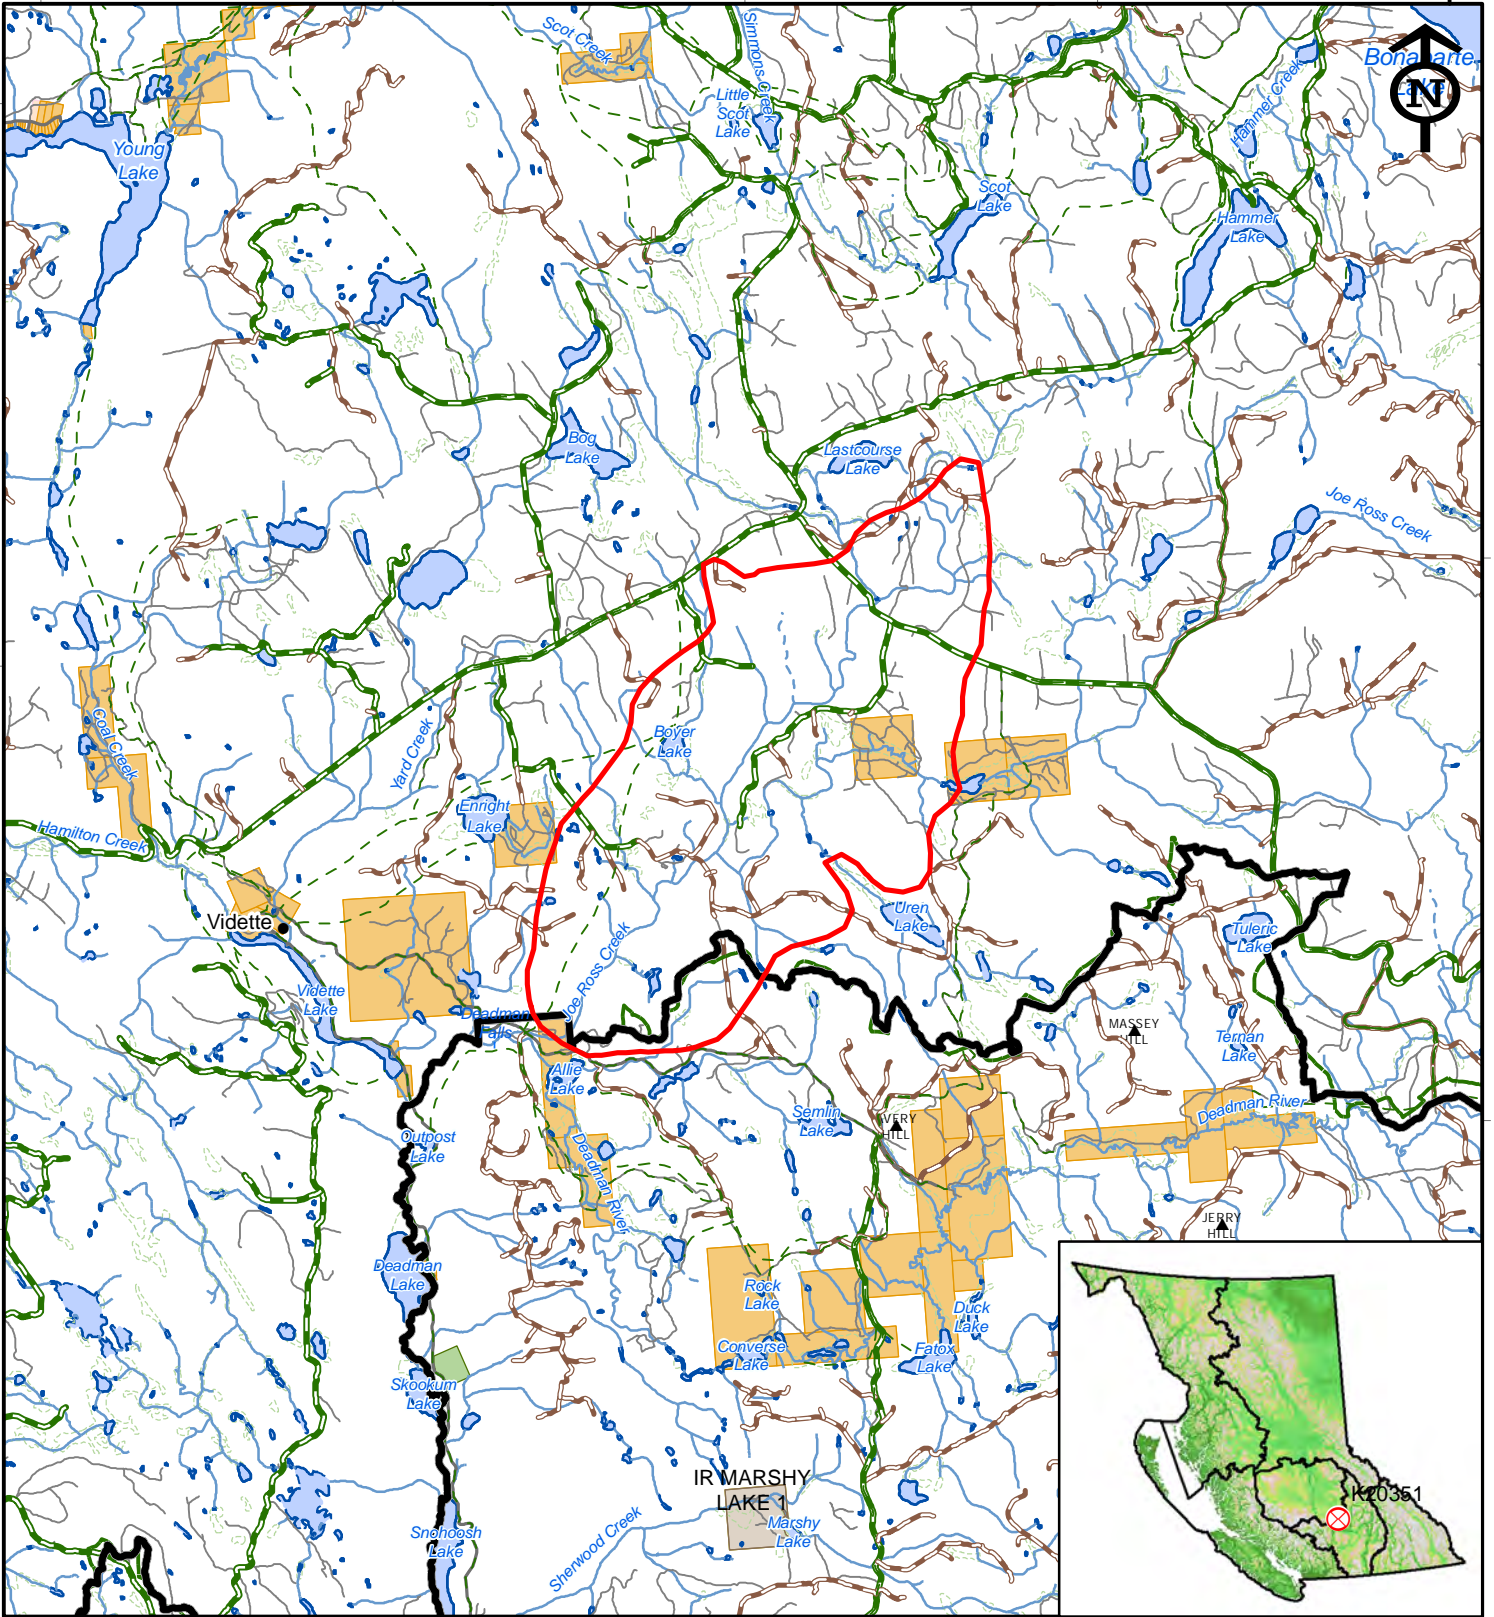 Scot Creek
Simmons Creek
Bonaparte
Lake
N
Hammer Creek
Little
Scot
Lake
Young
Lake
Scot
Lake
Hammer
Lake
Bog
Lake
Lastcourse
Lake
Joe Ross Creek
Coal Creek
Yard Creek
Boyer
Lake
Enright
Lake
Hamilton Creek
Vidette
Uren
Lake
Tuleric
Lake
Joe Ross Creek
Vidette
Lake
Deadman
Falls
MASSEY
HILL
Ternan
Lake
Allie
Lake
Deadman River
Semlin
Lake
VERY
HILL
Outpost
Lake
Deadman River
JERRY
HILL
Deadman
Lake
Rock
Lake
Duck
Lake
Converse
Lake
Fatox
Lake
Skookum
Lake
IR MARSHY
LAKE 1
K20351
Marshy
Lake
Snohoosh
Lake
Sherwood Creek